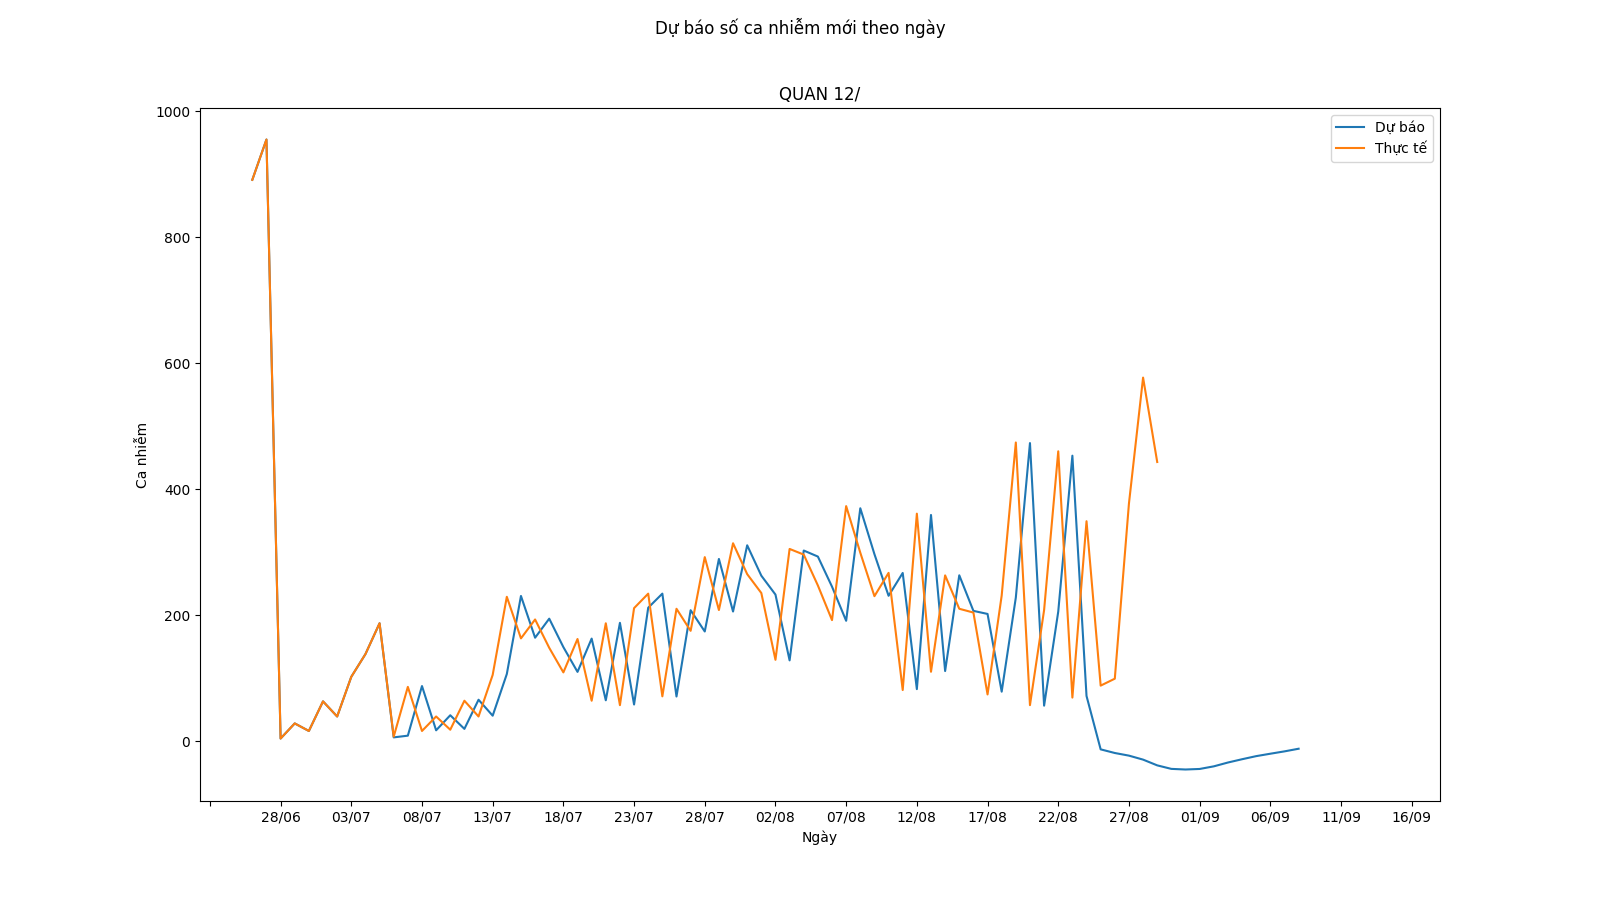 Dự báo số ca nhiễm mới theo ngày
QUAN 12/
Dự báo
Thực tế
1000
800
600
400
200
0
Ca nhiễm
28/06 03/07 08/07 13/07 18/07 23/07 28/07 02/08 07/08 12/08 17/08 22/08 27/08 01/09 06/09 11/09 16/09
Ngày